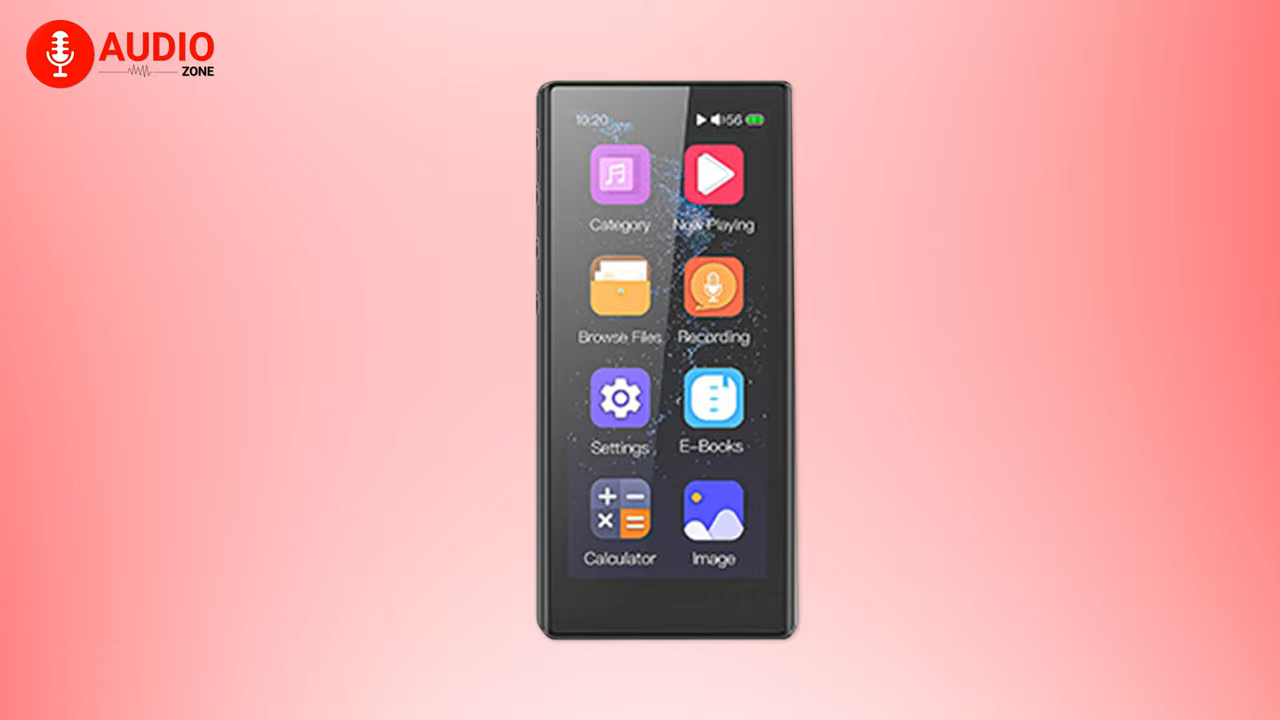 AUDIO
ZONE
10:20 56
Category Now Playing
Browse Files Recording
Settings E-Books
Calculator Image